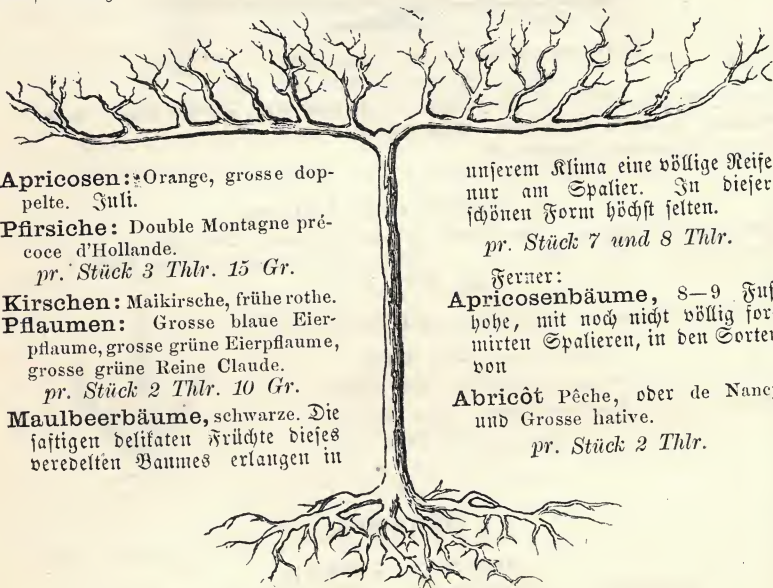 Apricosen: Orange, grosse dop-
pelte. Juli.
Pfirsiche: Double Montagne pré-
coce d'Hollande.
pr. Stück 3 Thlr. 15 Gr.
Kirschen: Maikirsche, frühe rothe.
Pflaumen: Grosse blaue Eier-
pflaume, grosse grüne Eierpflaume,
grosse grüne Reine Claude.
pr. Stück 2 Thlr. 10 Gr.
Maulbeerbäume, schwarze. Die
saftigen delikaten Früchte dieses
veredelten Baumes erlangen in
unserem Klima eine völlige Reife
nur am Spalier. In dieser
schönen Form höchst selten.
pr. Stück 7 und 8 Thlr.
Ferner:
Apricosenbäume, 8—9 Fuß
hohe, mit noch nicht völlig for-
mirten Spalieren, in den Sorten
von
Abricôt Pêche, oder de Nancy
und Grosse hative.
pr. Stück 2 Thlr.